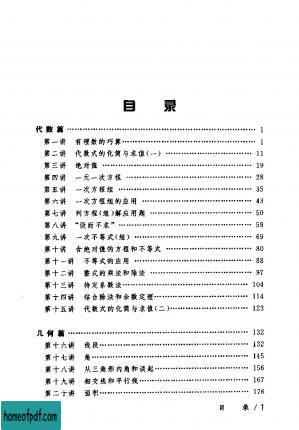 目 录
代数篇 …… 1
第一讲 有理数的巧算 …… 1
第二讲 代数式的化简与求值(一) …… 11
第三讲 绝对值 …… 19
第四讲 一元一次方程 …… 28
第五讲 一次方程组 …… 35
第六讲 一次方程组的应用 …… 43
第七讲 列方程(组)解应用题 …… 50
第八讲 “设而不求” …… 59
第九讲 一次不等式(组) …… 69
第十讲 含绝对值的方程和不等式 …… 80
第十一讲 不等式的应用 …… 88
第十二讲 整式的乘法和除法 …… 97
第十三讲 待定系数法 …… 104
第十四讲 综合除法和余数定理 …… 114
第十五讲 代数式的化简与求值(二) …… 123
几何篇 …… 132
第十六讲 线段 …… 132
第十七讲 角 …… 145
第十八讲 从三角形内角和谈起 …… 156
第十九讲 相交线和平行线 …… 167
第二十讲 面积 …… 176
目 录/1
homeofpdf.com
homeofpdf.com